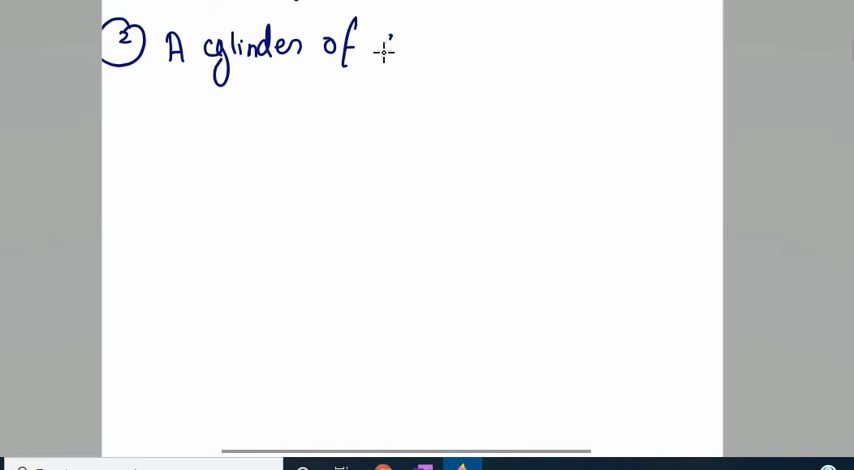 ② A cylinder of